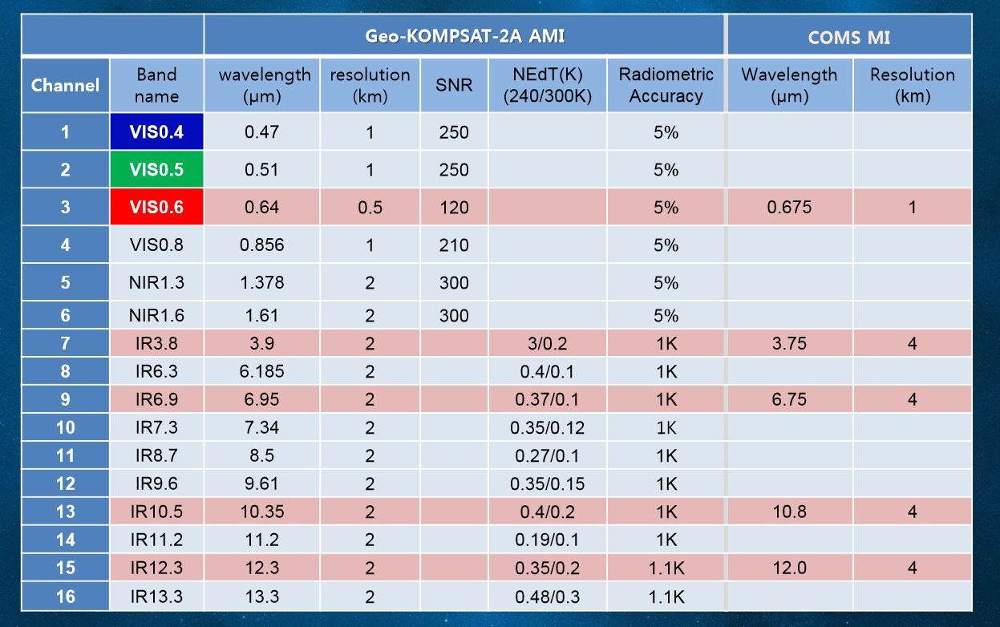 Geo-KOMPSAT-2A AMI COMS MI
Channel Band name wavelength (μm) resolution (km) SNR NEdT(K) (240/300K) Radiometric Accuracy Wavelength (μm) Resolution (km)
1 VIS0.4 0.47 1 250 5%
2 VIS0.5 0.51 1 250 5%
3 VIS0.6 0.64 0.5 120 5% 0.675 1
4 VIS0.8 0.856 1 210 5%
5 NIR1.3 1.378 2 300 5%
6 NIR1.6 1.61 2 300 5%
7 IR3.8 3.9 2 3/0.2 1K 3.75 4
8 IR6.3 6.185 2 0.4/0.1 1K
9 IR6.9 6.95 2 0.37/0.1 1K 6.75 4
10 IR7.3 7.34 2 0.35/0.12 1K
11 IR8.7 8.5 2 0.27/0.1 1K
12 IR9.6 9.61 2 0.35/0.15 1K
13 IR10.5 10.35 2 0.4/0.2 1K 10.8 4
14 IR11.2 11.2 2 0.19/0.1 1K
15 IR12.3 12.3 2 0.35/0.2 1.1K 12.0 4
16 IR13.3 13.3 2 0.48/0.3 1.1K